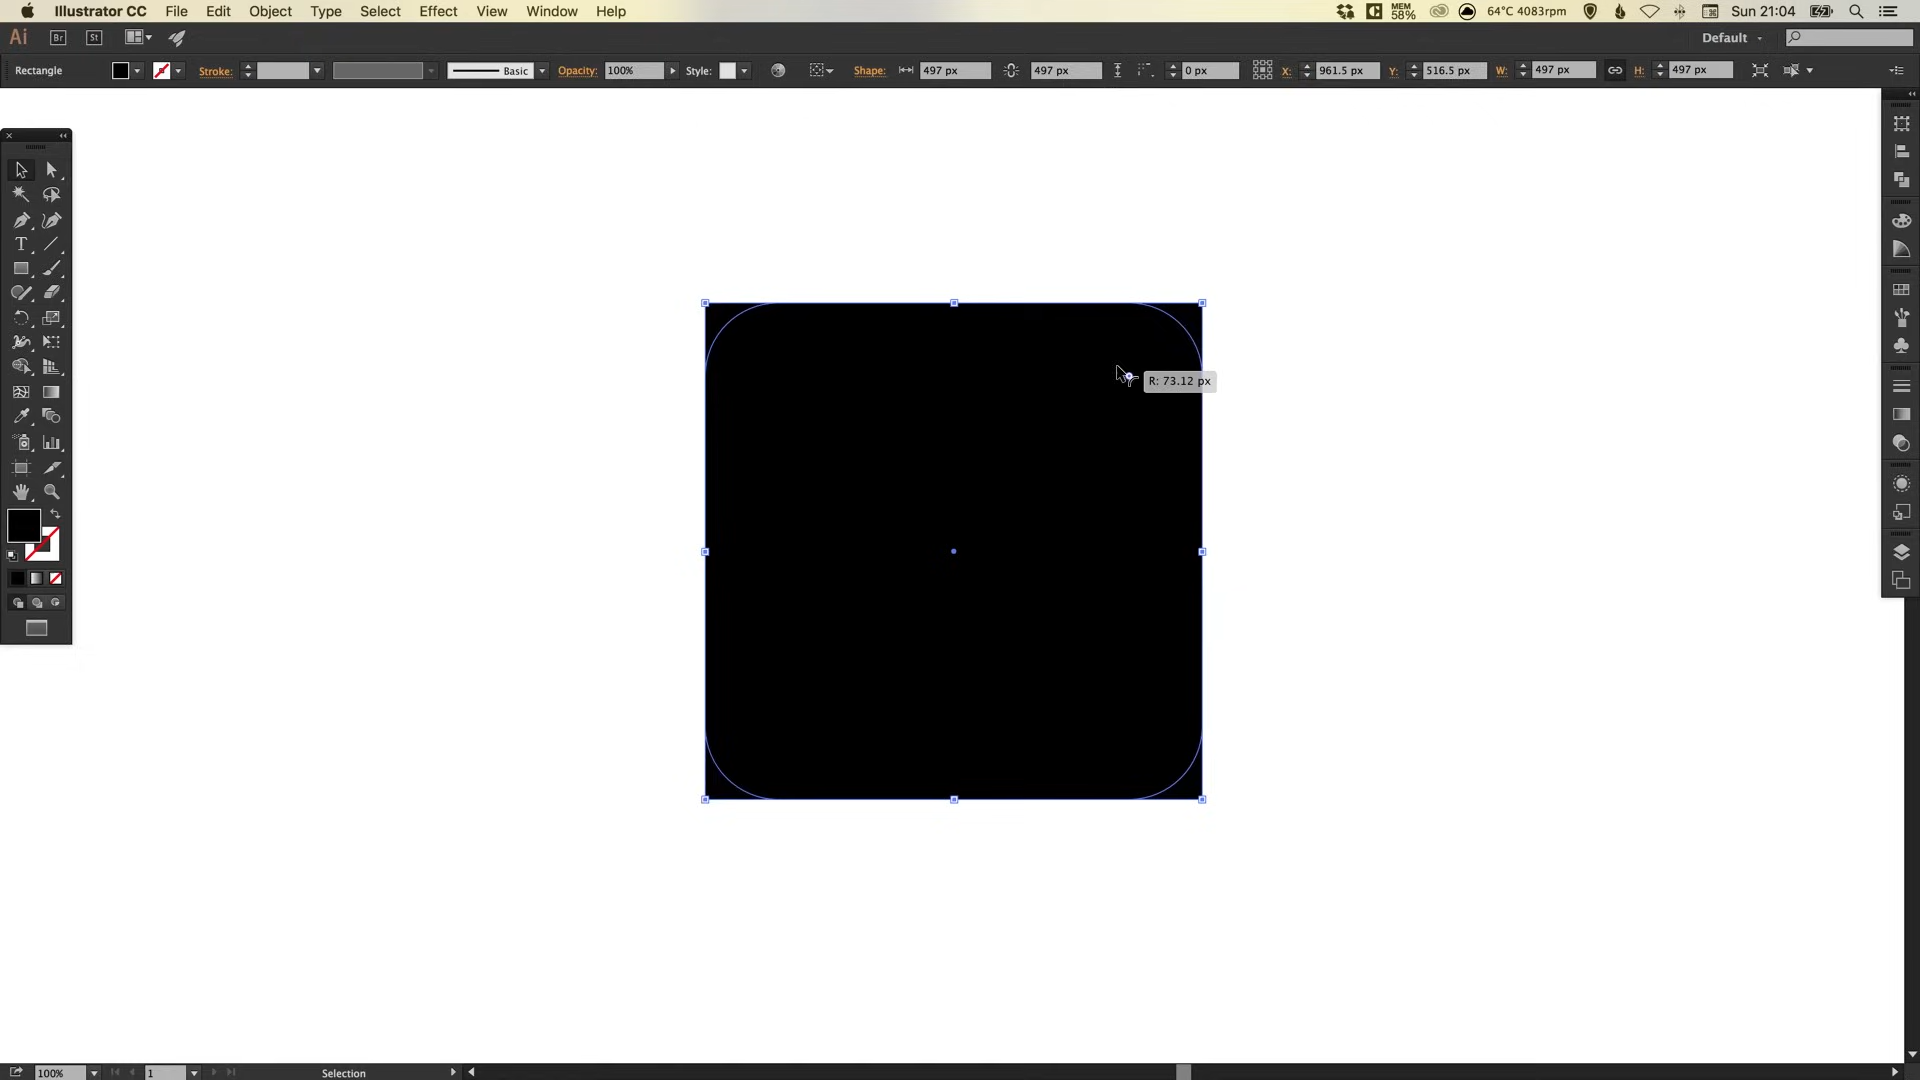 Illustrator CC File Edit Object Type Select Effect View Window Help MEM 58% 64°C 4083rpm Sun 21:04
Ai Br St Default
Rectangle Stroke: Basic Opacity: 100% Style: Shape: 497 px 497 px 0 px X: 961.5 px Y: 516.5 px W: 497 px H: 497 px
T
R: 73.12 px
100% 1 Selection